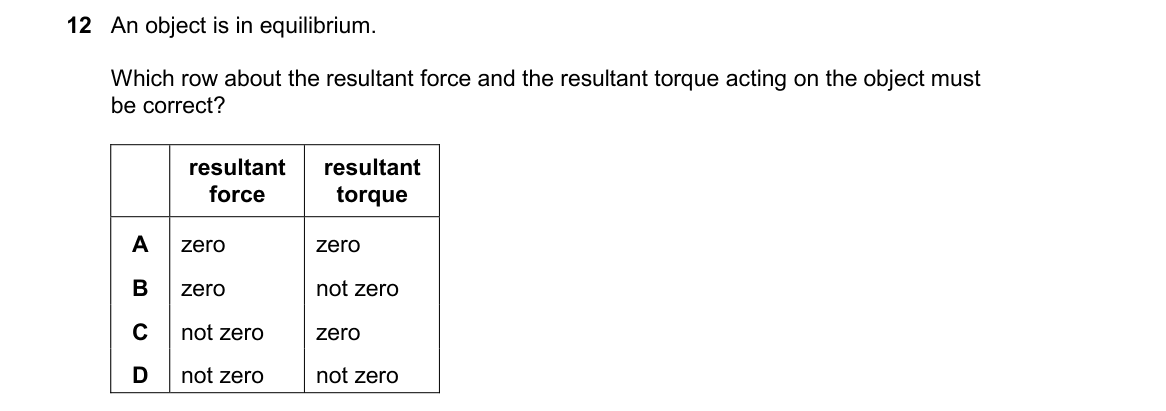 12 An object is in equilibrium.
Which row about the resultant force and the resultant torque acting on the object must
be correct?
resultant force resultant torque
A zero zero
B zero not zero
C not zero zero
D not zero not zero